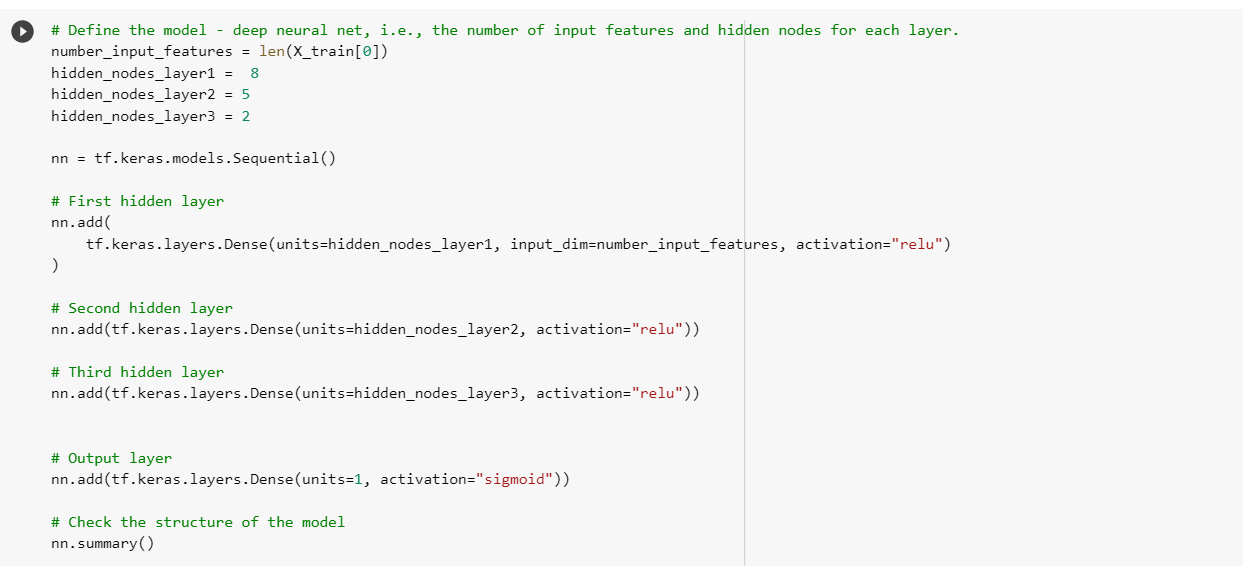 # Define the model - deep neural net, i.e., the number of input features and hidden nodes for each layer.
number_input_features = len(X_train[0])
hidden_nodes_layer1 =  8
hidden_nodes_layer2 = 5
hidden_nodes_layer3 = 2
nn = tf.keras.models.Sequential()
# First hidden layer
nn.add(
    tf.keras.layers.Dense(units=hidden_nodes_layer1, input_dim=number_input_features, activation="relu")
)
# Second hidden layer
nn.add(tf.keras.layers.Dense(units=hidden_nodes_layer2, activation="relu"))
# Third hidden layer
nn.add(tf.keras.layers.Dense(units=hidden_nodes_layer3, activation="relu"))
# Output layer
nn.add(tf.keras.layers.Dense(units=1, activation="sigmoid"))
# Check the structure of the model
nn.summary()